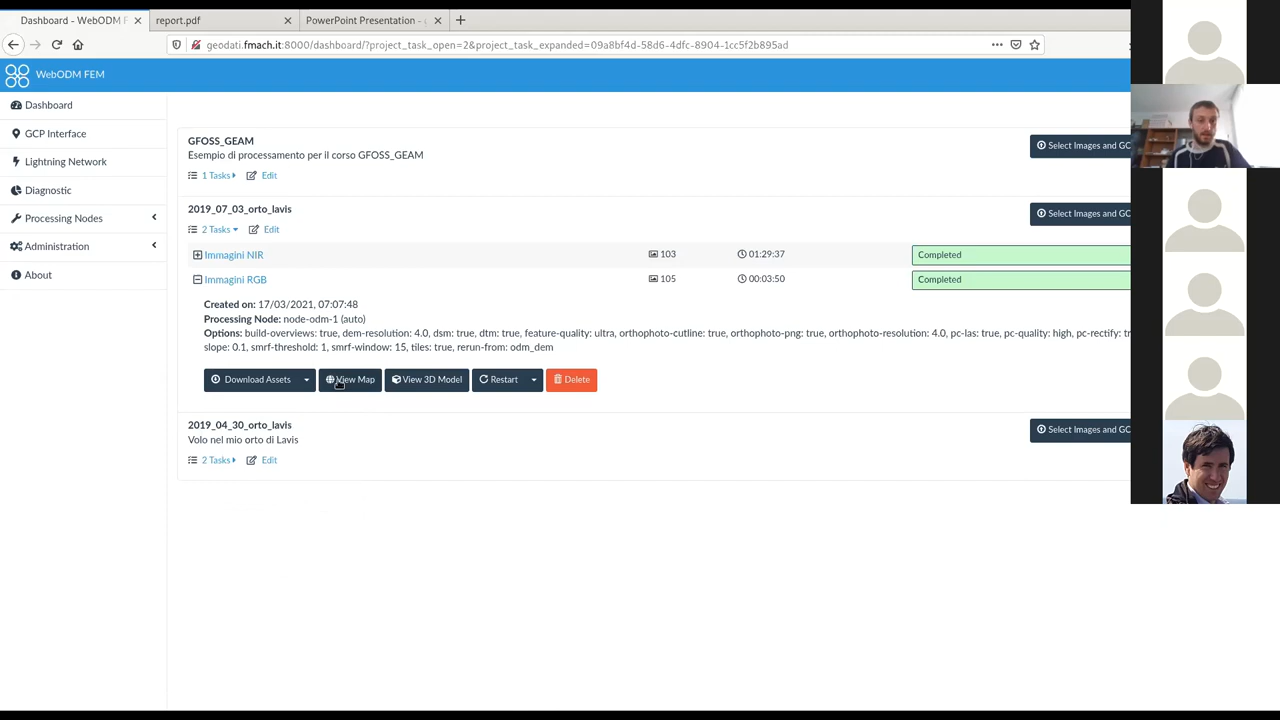 Dashboard - WebODM F
report.pdf
PowerPoint Presentation -
geodati.fmach.it:8000/dashboard/?project_task_open=2&project_task_expanded=09a8bf4d-58d6-4dfc-8904-1cc5f2b895ad
WebODM FEM
Dashboard
GCP Interface
Lightning Network
Diagnostic
Processing Nodes
Administration
About
GFOSS_GEAM
Select Images and GC
Esempio di processamento per il corso GFOSS_GEAM
1 Tasks Edit
2019_07_03_orto_lavis
Select Images and GC
2 Tasks Edit
Immagini NIR 103 01:29:37 Completed
Immagini RGB 105 00:03:50 Completed
Created on: 17/03/2021, 07:07:48
Processing Node: node-odm-1 (auto)
Options: build-overviews: true, dem-resolution: 4.0, dsm: true, dtm: true, feature-quality: ultra, orthophoto-cutline: true, orthophoto-png: true, orthophoto-resolution: 4.0, pc-las: true, pc-quality: high, pc-rectify: tr
slope: 0.1, smrf-threshold: 1, smrf-window: 15, tiles: true, rerun-from: odm_dem
Download Assets View Map View 3D Model Restart Delete
2019_04_30_orto_lavis
Select Images and GC
Volo nel mio orto di Lavis
2 Tasks Edit